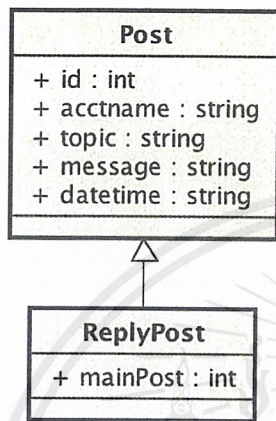 Post
+ id : int
+ acctname : string
+ topic : string
+ message : string
+ datetime : string
ReplyPost
+ mainPost : int